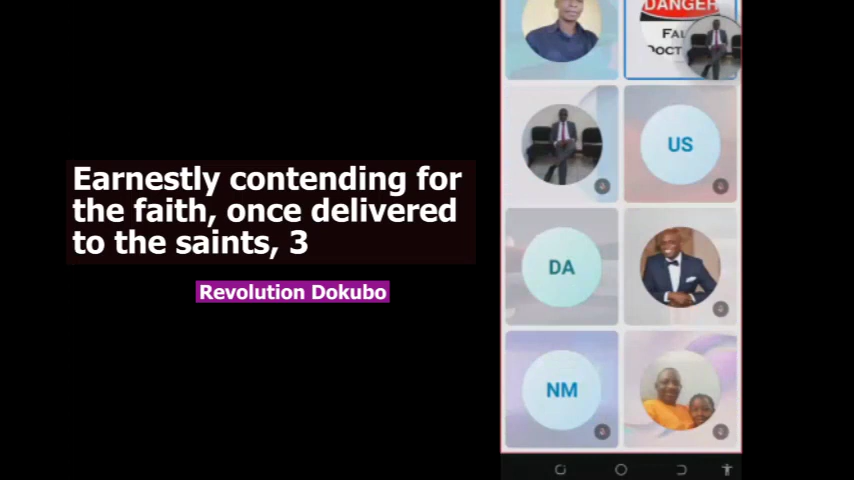 Earnestly contending for
the faith, once delivered
to the saints, 3
Revolution Dokubo
DANGER
US
DA
NM